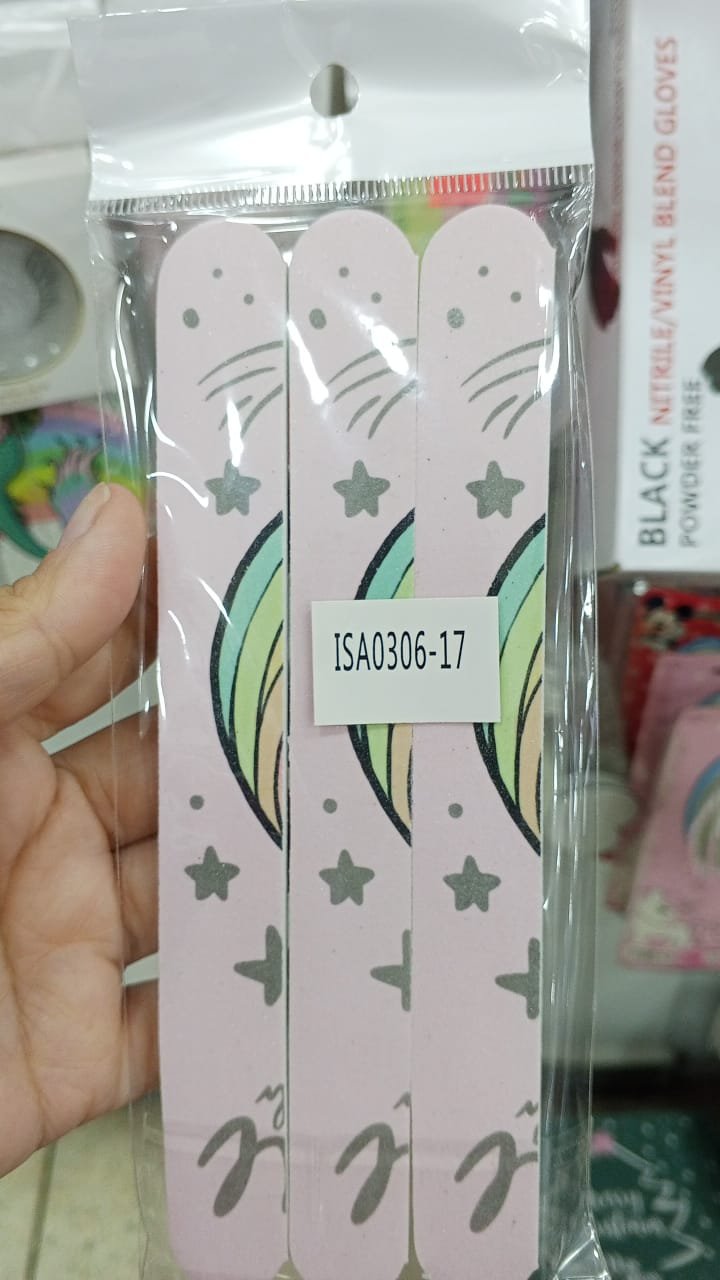 ISA0306-17
BLACK NITRILE/VINYL BLEND GLOVES
POWDER FREE